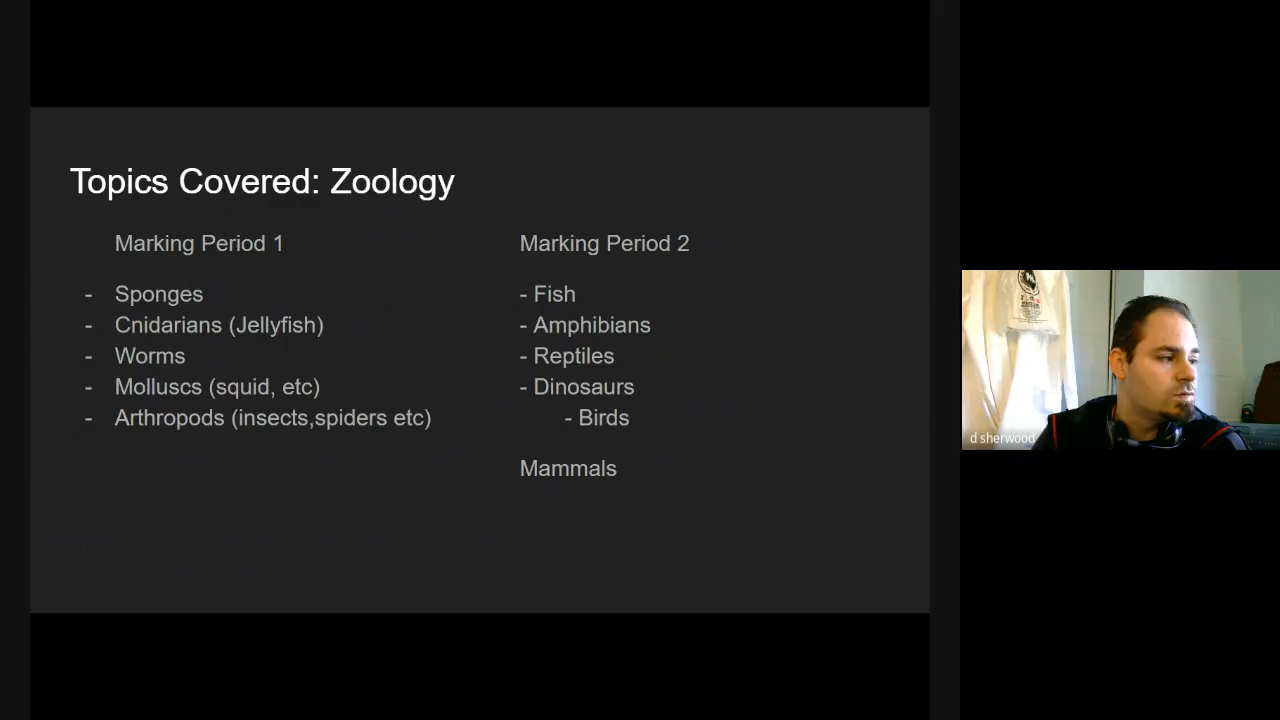 Topics Covered: Zoology
Marking Period 1
- Sponges
- Cnidarians (Jellyfish)
- Worms
- Molluscs (squid, etc)
- Arthropods (insects,spiders etc)
Marking Period 2
- Fish
- Amphibians
- Reptiles
- Dinosaurs
- Birds
Mammals
d sherwood